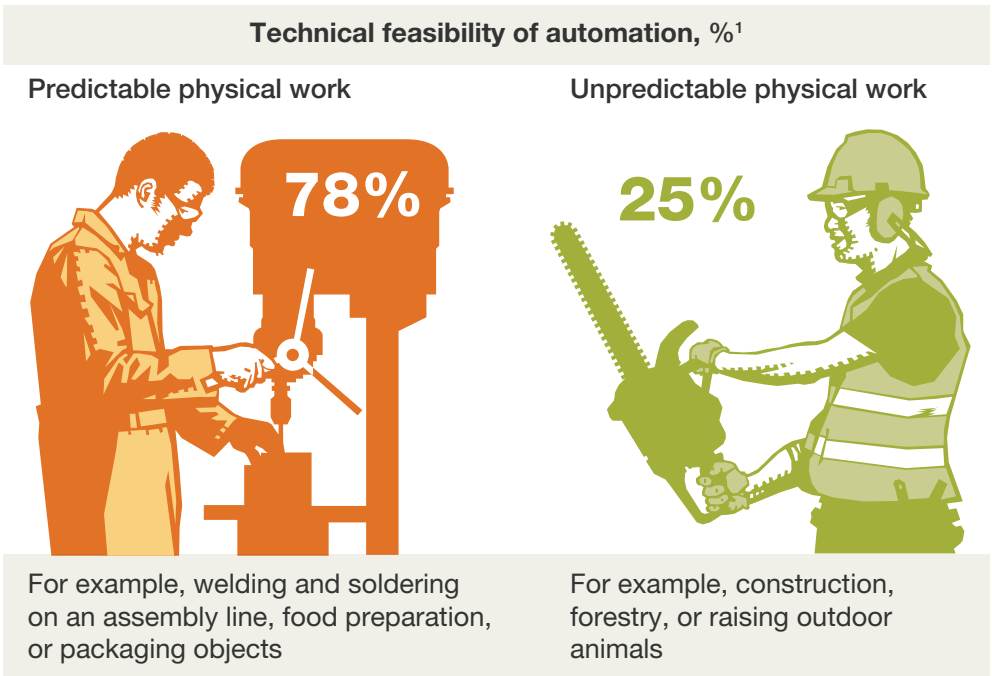 Technical feasibility of automation, %¹
Predictable physical work
78%
For example, welding and soldering
on an assembly line, food preparation,
or packaging objects
Unpredictable physical work
25%
For example, construction,
forestry, or raising outdoor
animals